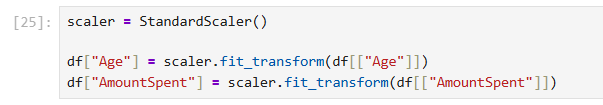 [25]: scaler = StandardScaler()
df["Age"] = scaler.fit_transform(df[["Age"]])
df["AmountSpent"] = scaler.fit_transform(df[["AmountSpent"]])